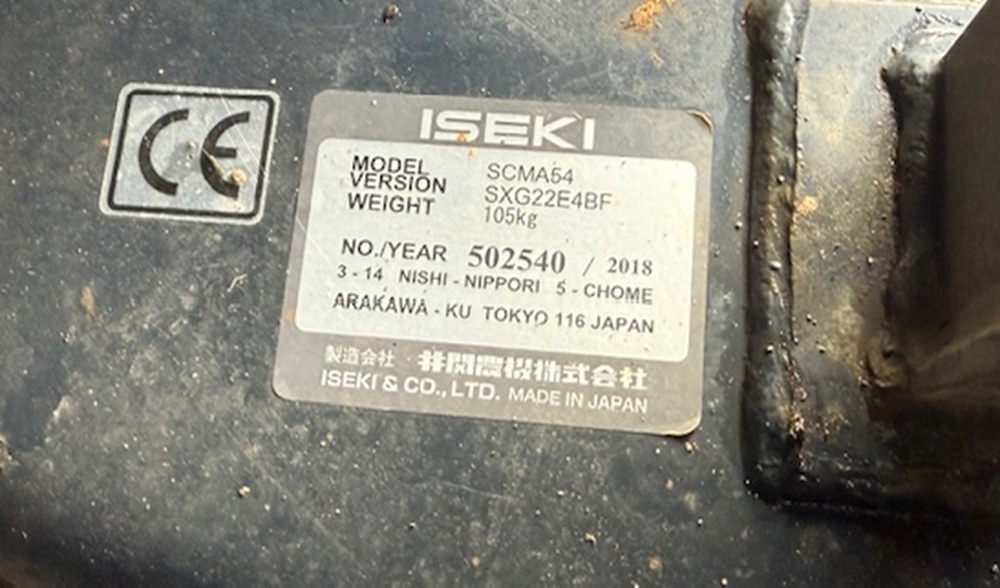 CE
ISEKI
MODEL SCMA54
VERSION SXG22E4BF
WEIGHT 105kg
NO./YEAR 502540 / 2018
3 - 14 NISHI - NIPPORI 5 - CHOME
ARAKAWA - KU TOKYO 116 JAPAN
製造会社 井関農機株式会社
ISEKI & CO., LTD. MADE IN JAPAN